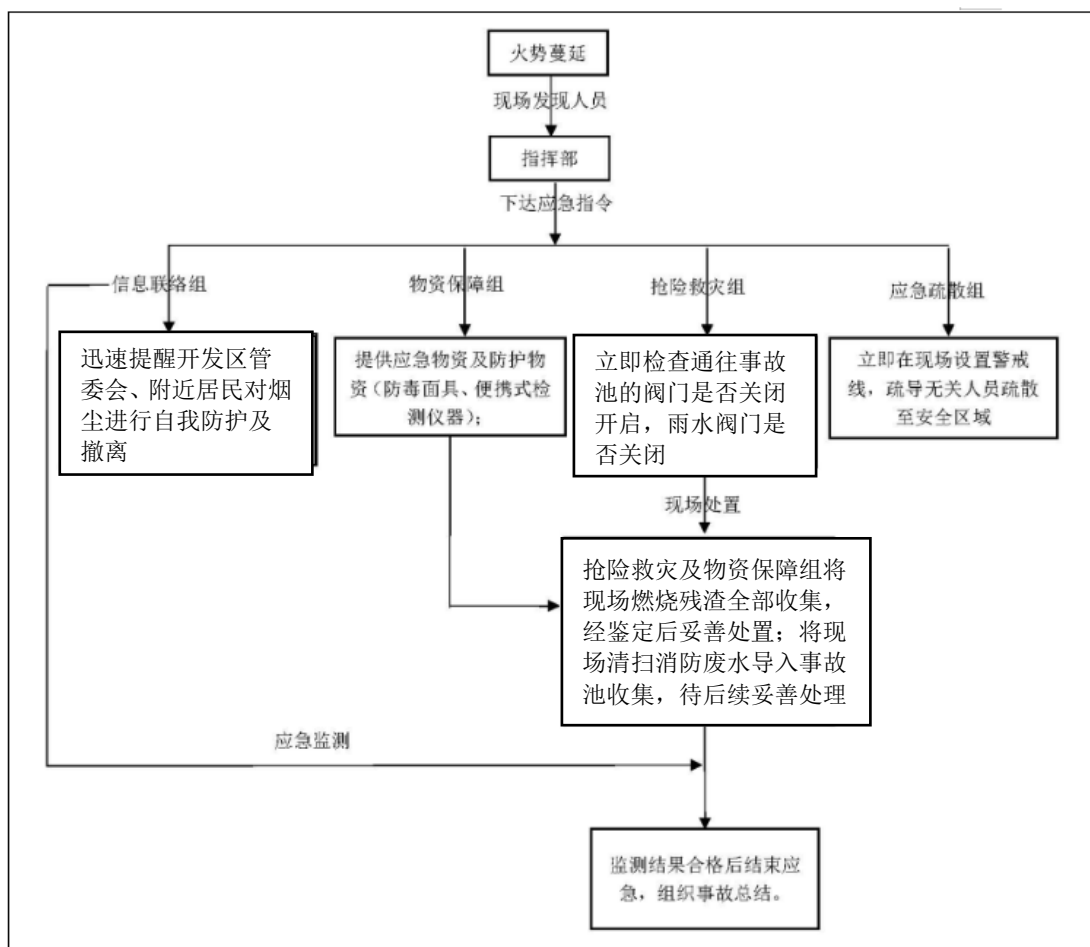 火势蔓延
现场发现人员
指挥部
下达应急指令
信息联络组
物资保障组
抢险救灾组
应急疏散组
迅速提醒开发区管
委会、附近居民对烟
尘进行自我防护及
撤离
提供应急物资及防护物
资(防毒面具、便携式检
测仪器);
立即检查通往事故
池的阀门是否关闭
开启，雨水阀门是
否关闭
立即在现场设置警戒
线，疏导无关人员疏散
至安全区域
现场处置
抢险救灾及物资保障组将
现场燃烧残渣全部收集，
经鉴定后妥善处置；将现
场清扫消防废水导入事故
池收集，待后续妥善处理
应急监测
监测结果合格后结束应
急，组织事故总结。